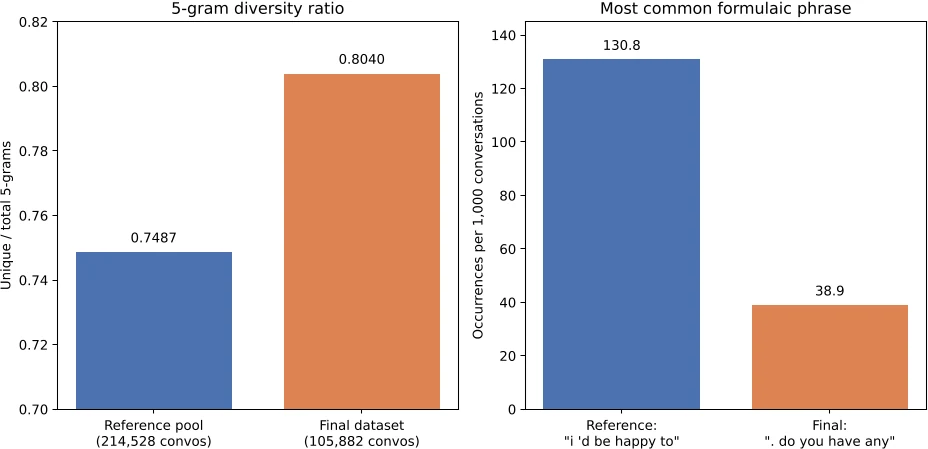 5-gram diversity ratio
Unique / total 5-grams
0.82
0.80
0.78
0.76
0.74
0.72
0.70
0.7487
0.8040
Reference pool
(214,528 convos)
Final dataset
(105,882 convos)
Most common formulaic phrase
Occurrences per 1,000 conversations
140
120
100
80
60
40
20
0
130.8
38.9
Reference:
"i 'd be happy to"
Final:
". do you have any"